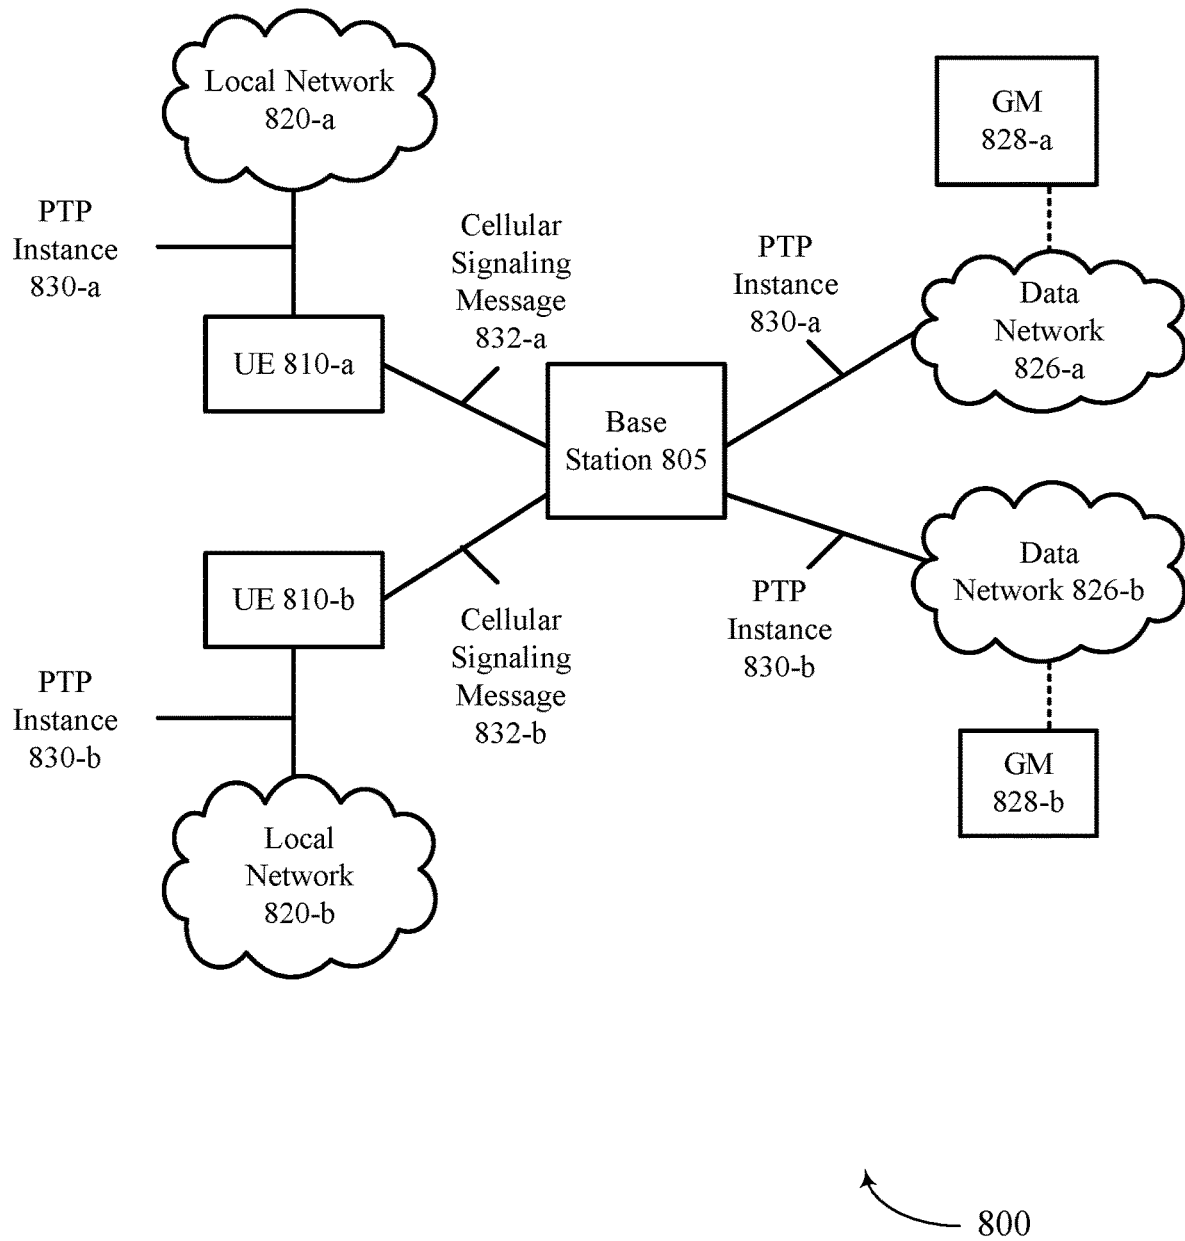 Local Network
820-a
PTP
Instance
830-a
UE 810-a
Cellular
Signaling
Message
832-a
Base
Station 805
PTP
Instance
830-a
GM
828-a
Data
Network
826-a
UE 810-b
PTP
Instance
830-b
Cellular
Signaling
Message
832-b
Local
Network
820-b
PTP
Instance
830-b
Data
Network 826-b
GM
828-b
800